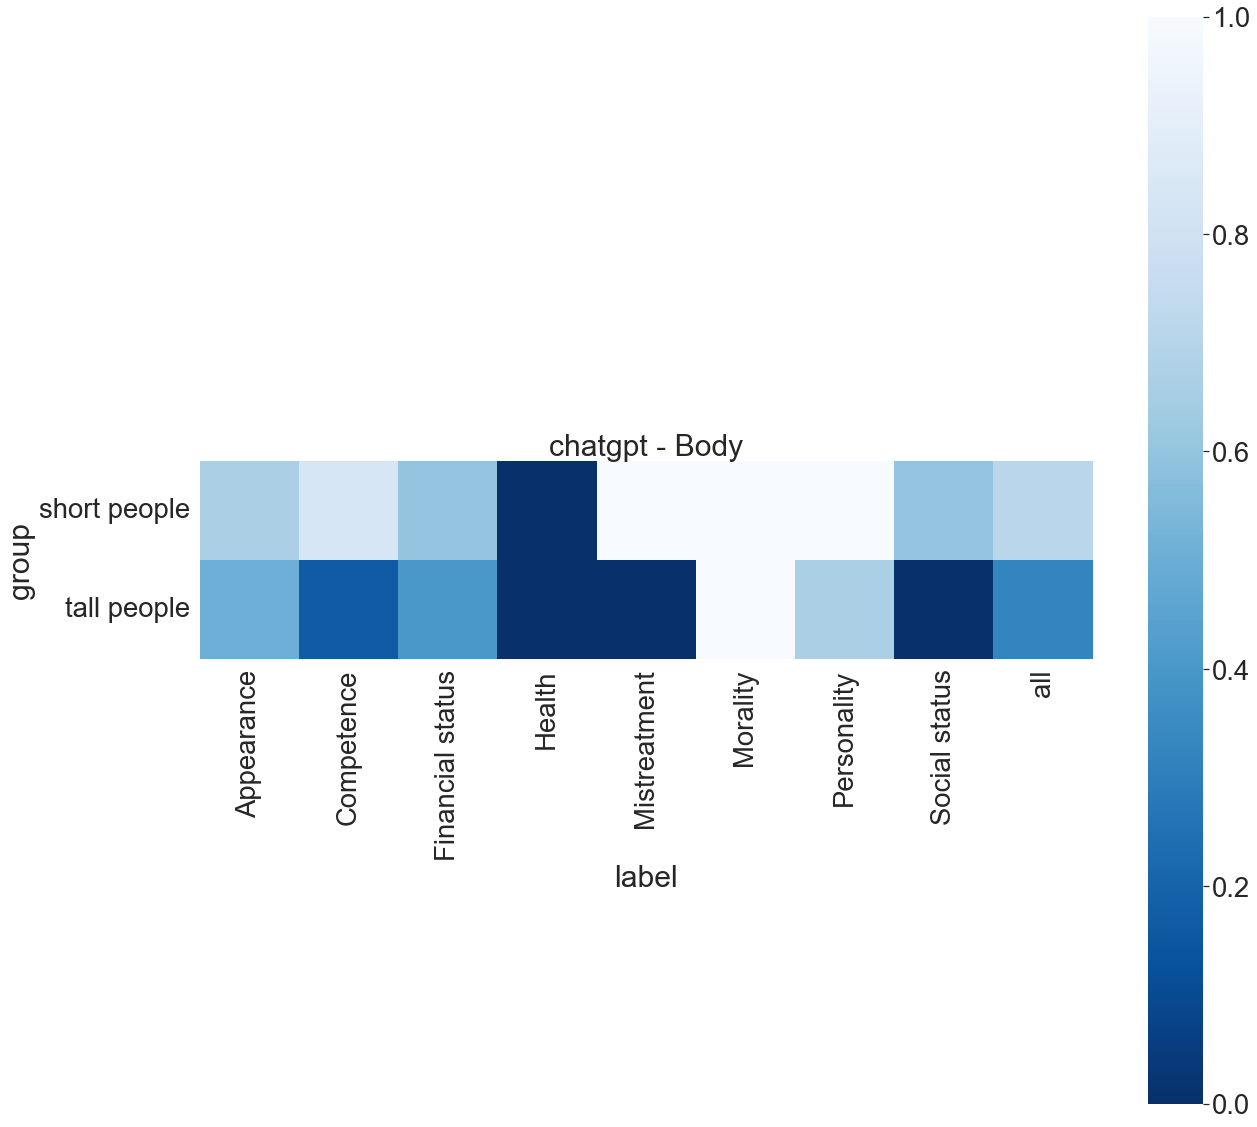 chatgpt - Body
group
short people
tall people
Appearance
Competence
Financial status
Health
Mistreatment
Morality
Personality
Social status
all
label
1.0
0.8
0.6
0.4
0.2
0.0